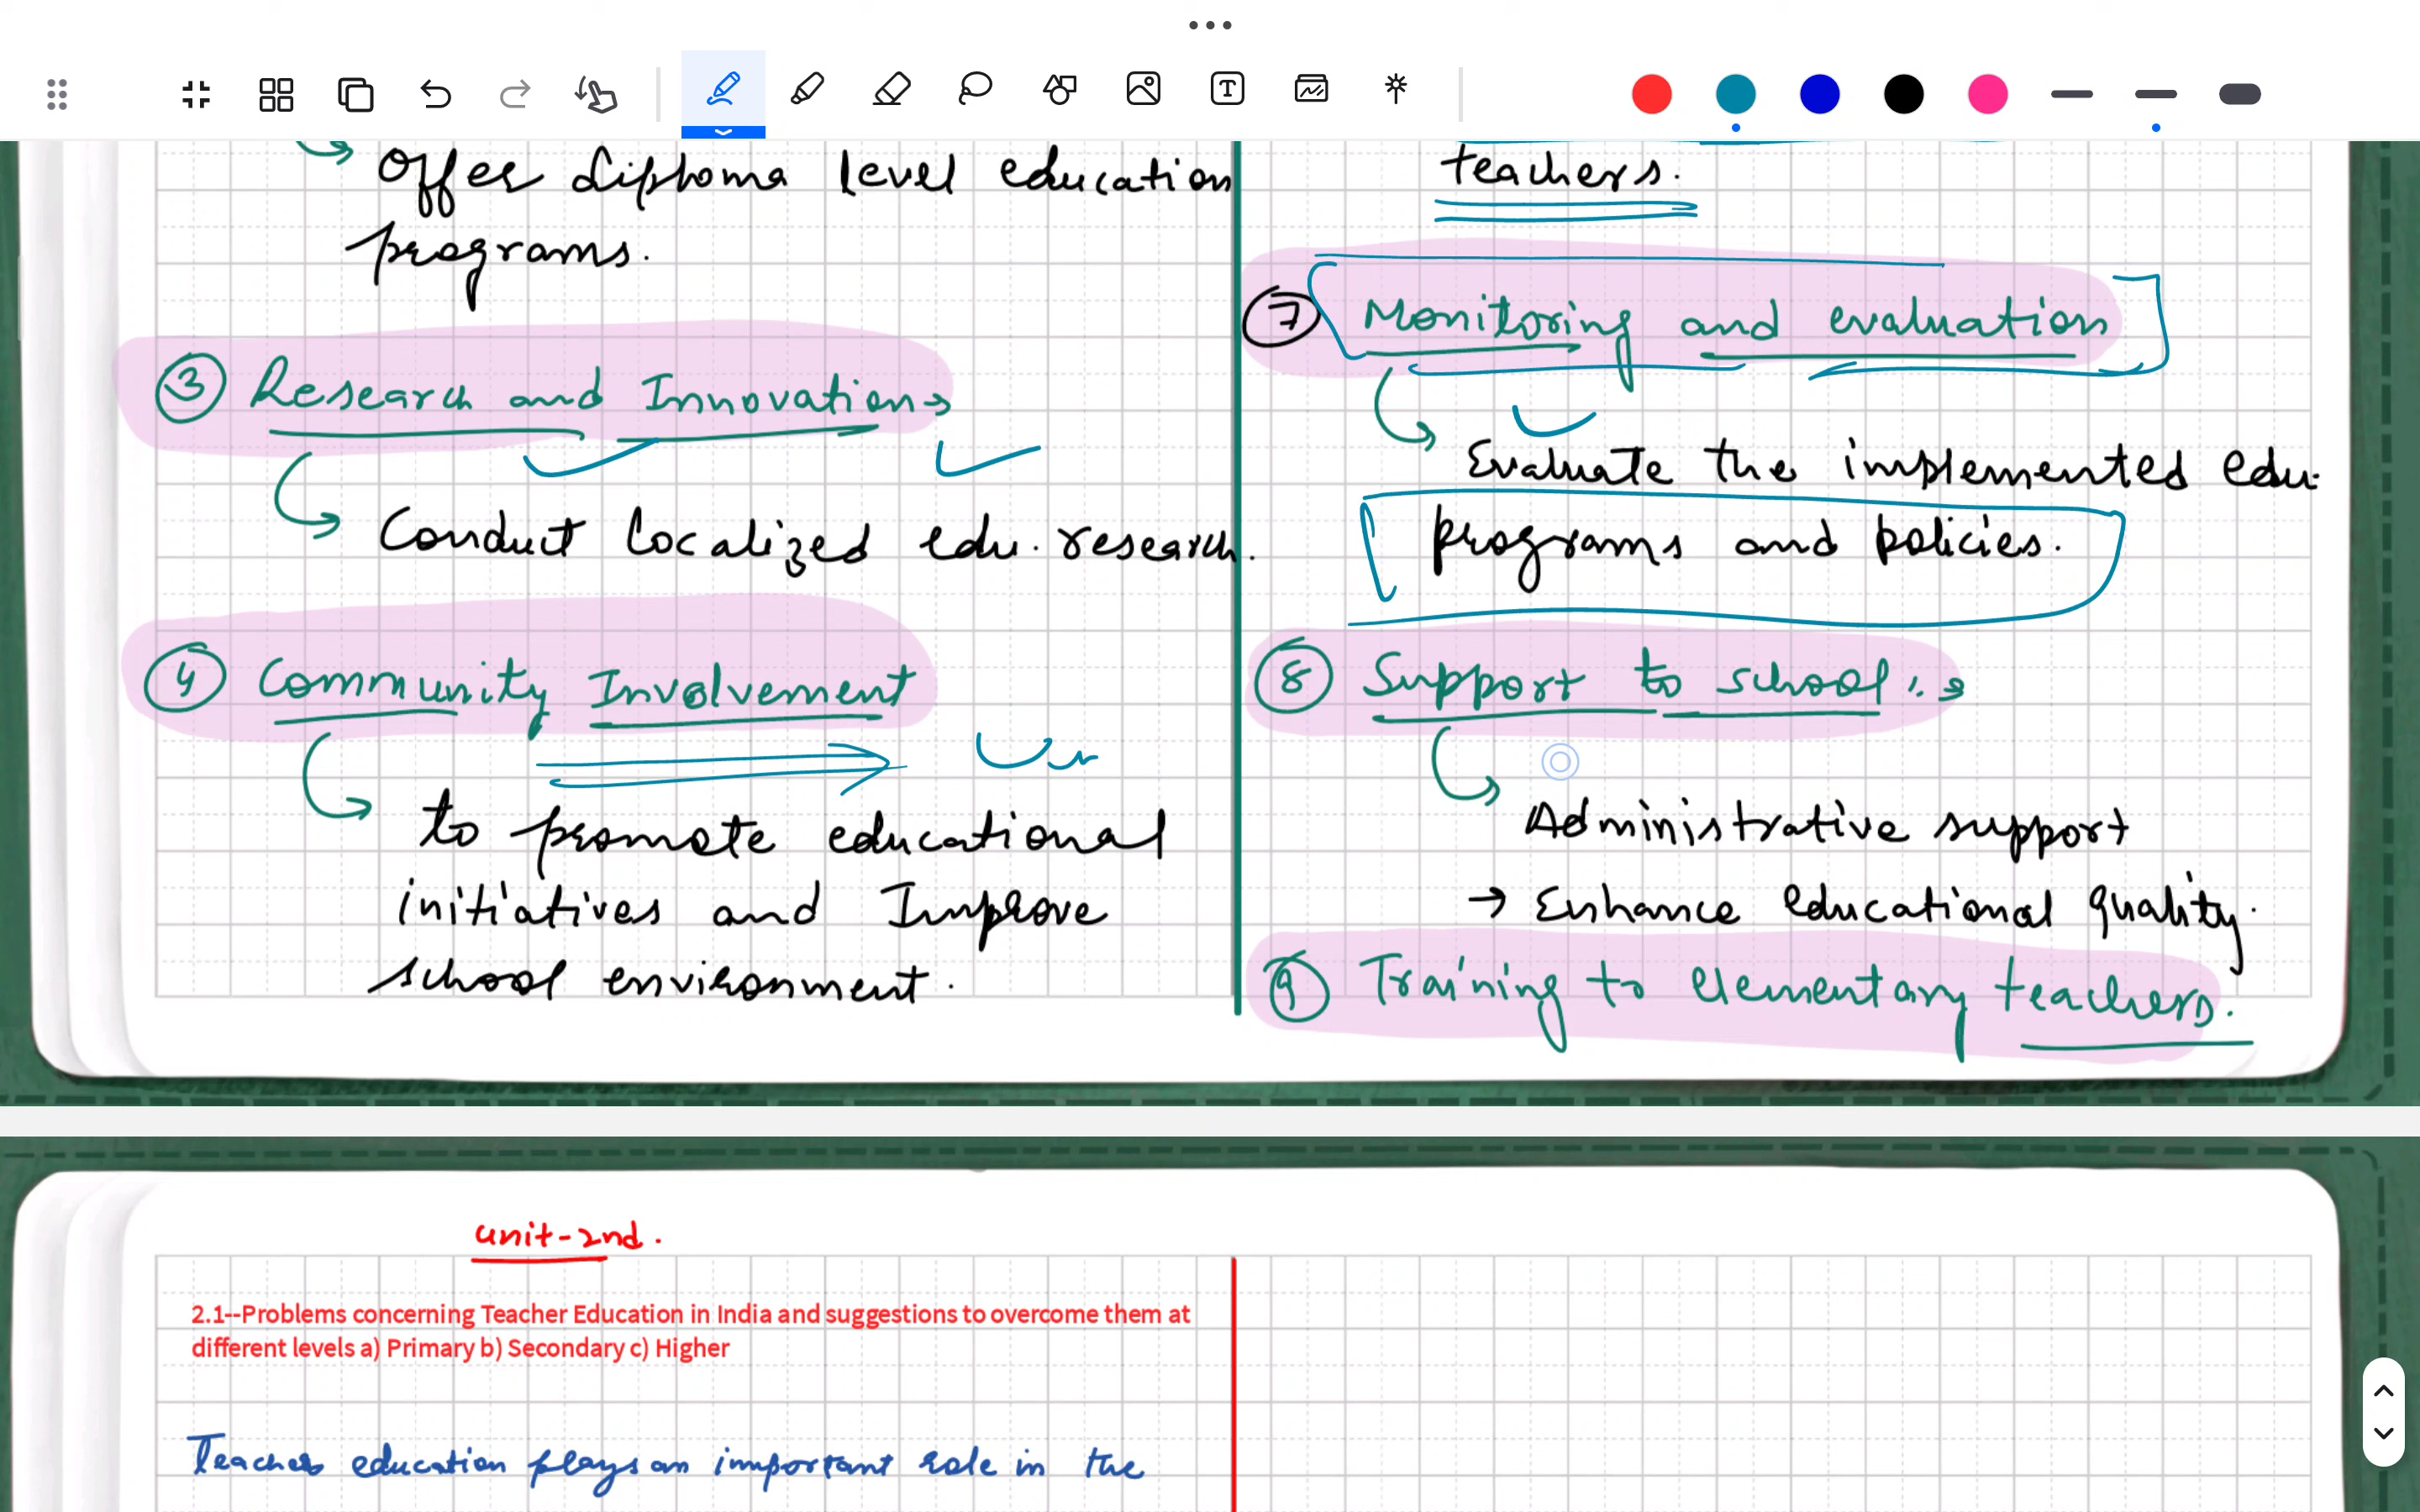 Offer diploma level education
programs.
③ Research and Innovation→
Conduct localized edu. research.
④ Community Involvement
to promote educational
initiatives and Improve
school environment.
teachers.
⑦ Monitoring and evaluation
Evaluate the implemented edu.
programs and policies.
⑧ Support to school :→
Administrative support
→ Enhance educational quality.
⑨ Training to elementary teachers.
unit-2nd.
2.1--Problems concerning Teacher Education in India and suggestions to overcome them at
different levels a) Primary b) Secondary c) Higher
Teacher education plays an important role in the